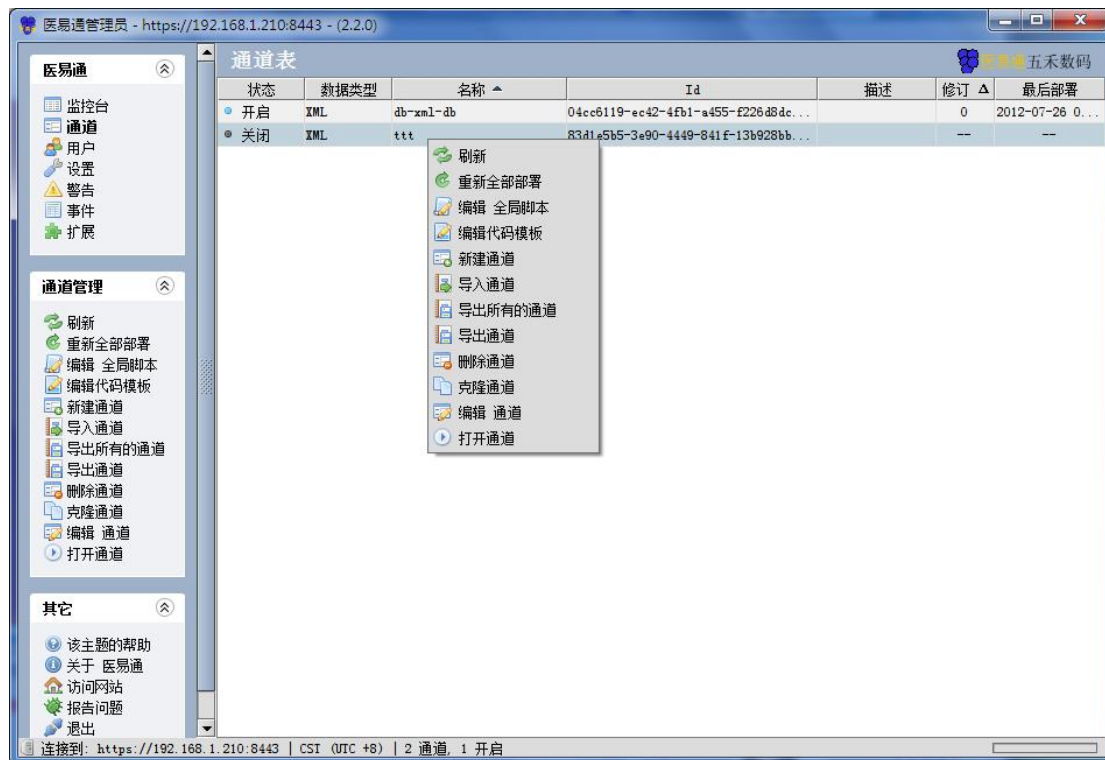 医易通管理员 - https://192.168.1.210:8443 - (2.2.0)
医易通
监控台
通道
用户
设置
警告
事件
扩展
通道管理
刷新
重新全部部署
编辑 全局脚本
编辑代码模板
新建通道
导入通道
导出所有的通道
导出通道
删除通道
克隆通道
编辑 通道
打开通道
其它
该主题的帮助
关于 医易通
访问网站
报告问题
退出
通道表
医易通 五禾数码
状态 数据类型 名称 Id 描述 修订 Δ 最后部署
开启 XML db-xml-db 04cc6119-ec42-4fb1-a455-f226d8dc... 0 2012-07-26 0...
关闭 XML ttt 83d1e5b5-3e90-4449-841f-13b928bb... -- --
刷新
重新全部部署
编辑 全局脚本
编辑代码模板
新建通道
导入通道
导出所有的通道
导出通道
删除通道
克隆通道
编辑 通道
打开通道
连接到: https://192.168.1.210:8443 | CST (UTC +8) | 2 通道, 1 开启